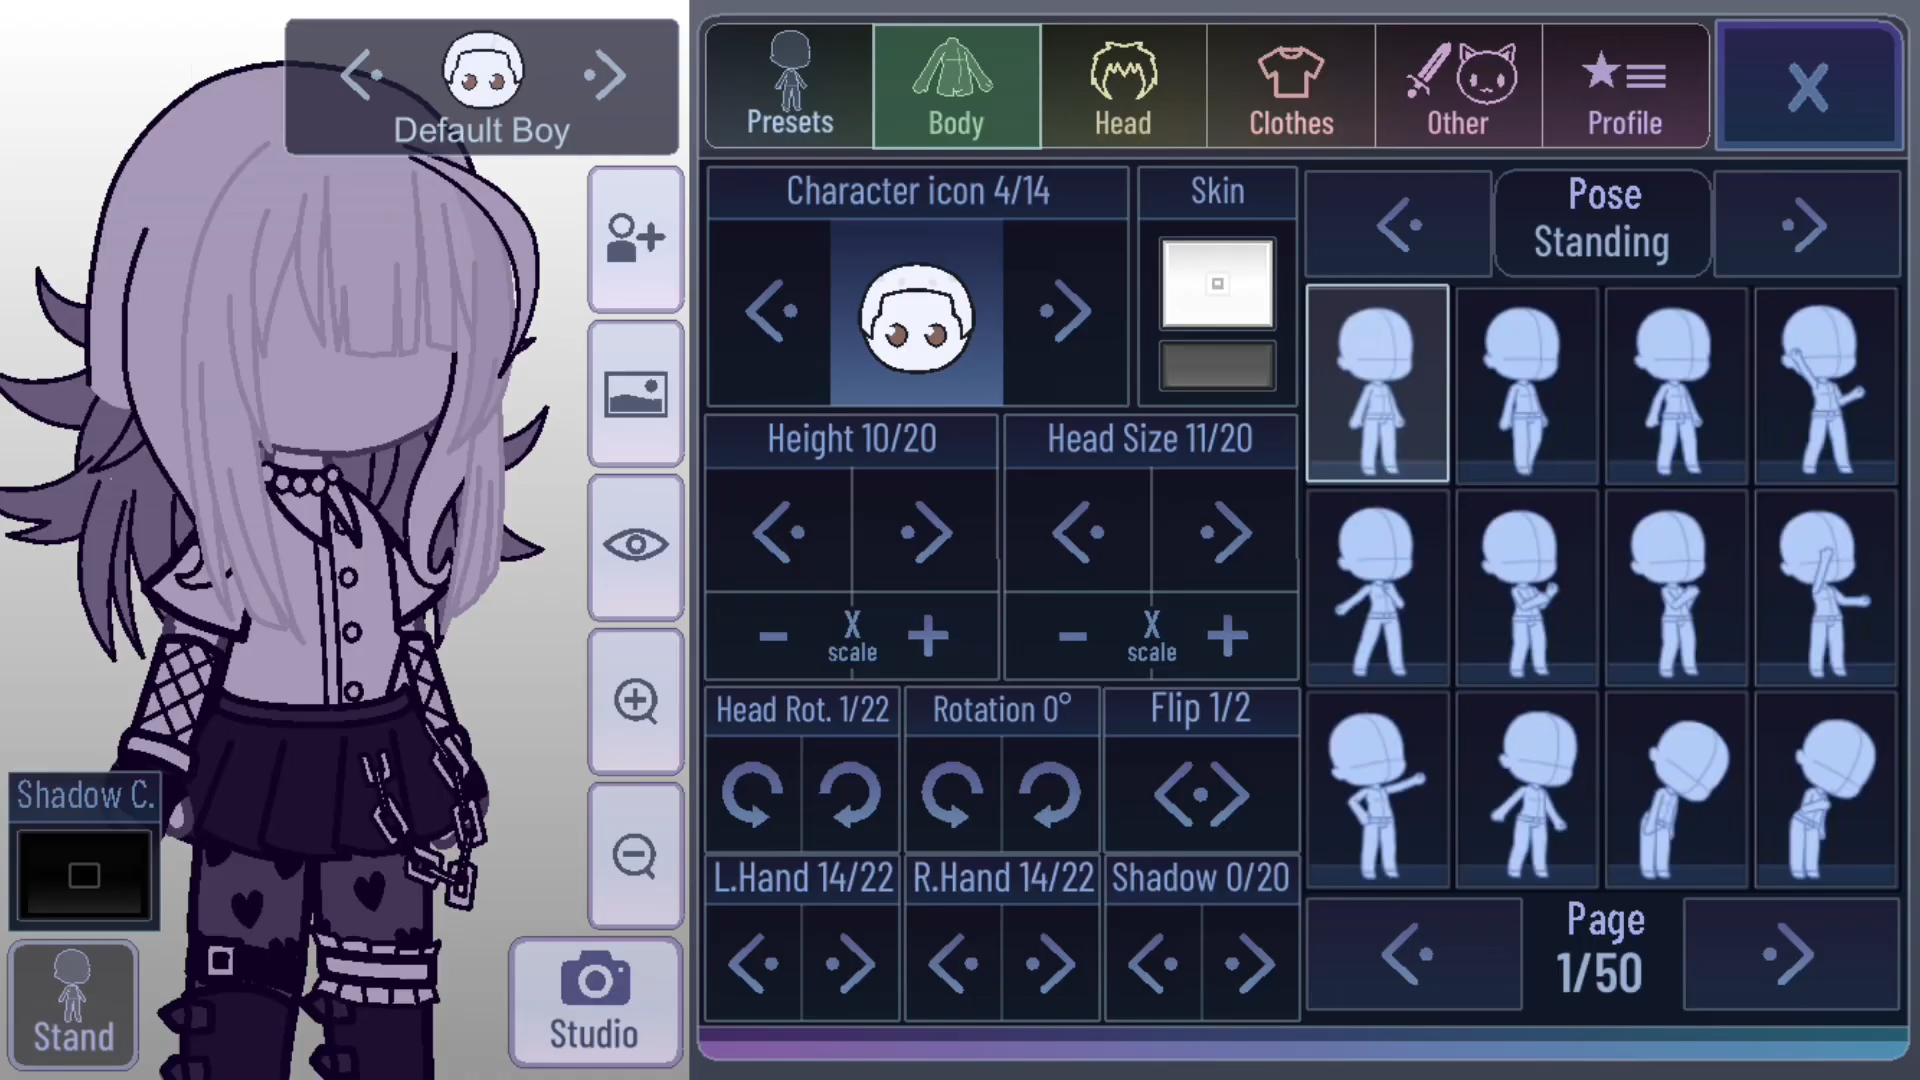 Default Boy
Presets
Body
Head
Clothes
Other
Profile
X
Character icon 4/14
Skin
Pose
Standing
Height 10/20
Head Size 11/20
X
scale
X
scale
Head Rot. 1/22
Rotation 0°
Flip 1/2
Shadow C.
L.Hand 14/22
R.Hand 14/22
Shadow 0/20
Page
1/50
Stand
Studio